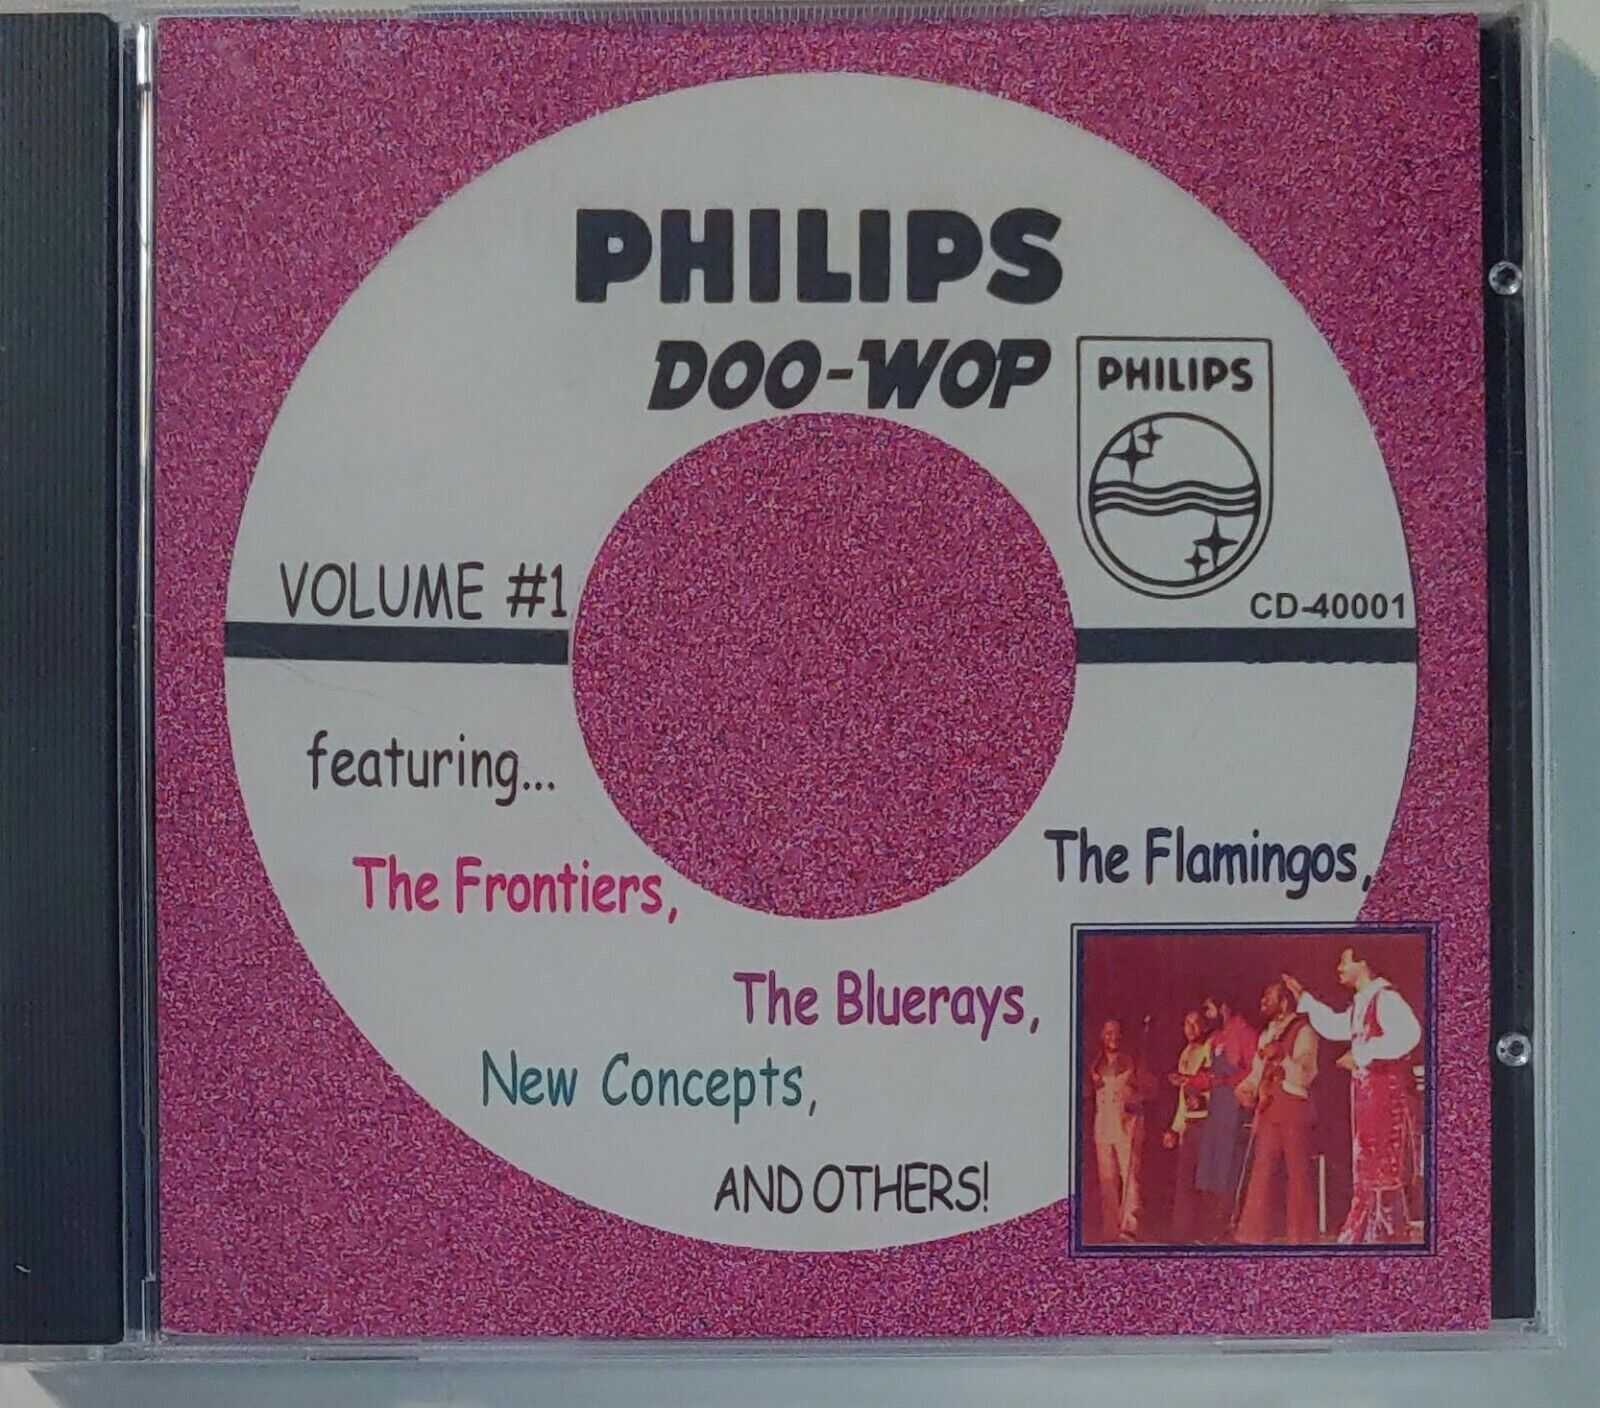 PHILIPS
DOO-WOP
PHILIPS
VOLUME #1
CD-40001
featuring...
The Frontiers,
The Flamingos,
The Bluerays,
New Concepts,
AND OTHERS!